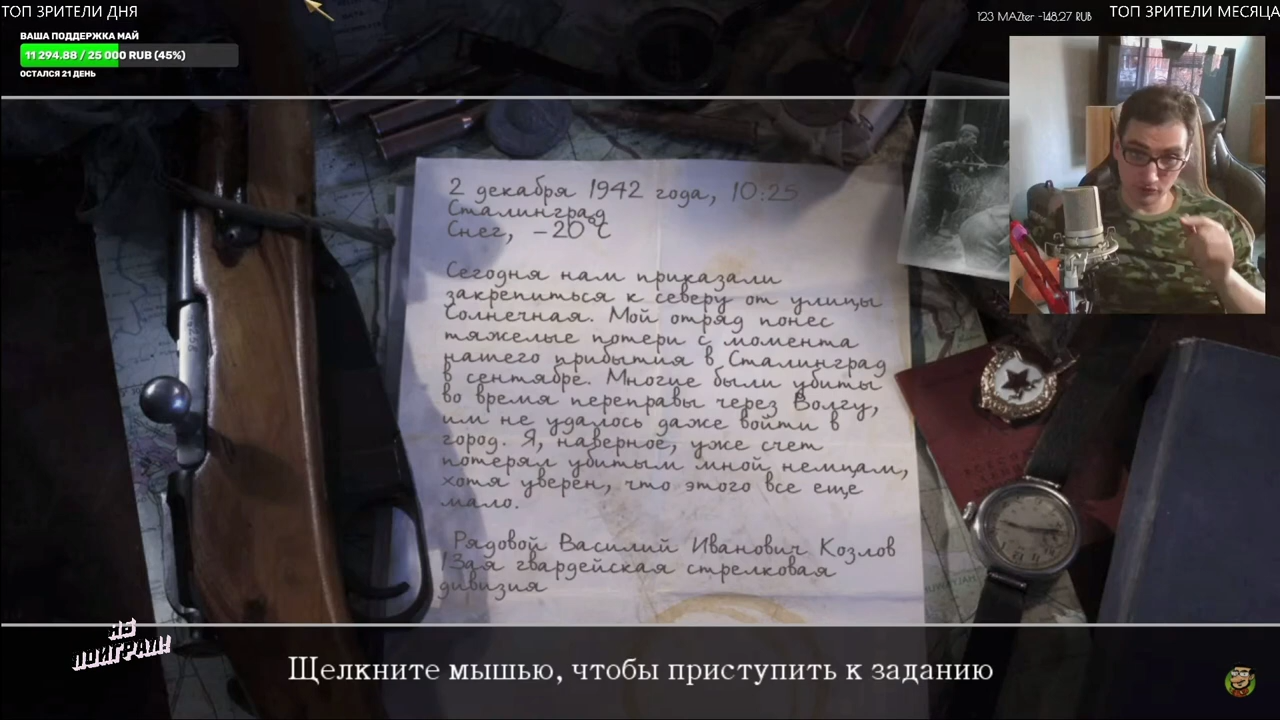 ТОП ЗРИТЕЛИ ДНЯ
123 MAZter -148.27 RUB
ТОП ЗРИТЕЛИ МЕСЯЦА
ВАША ПОДДЕРЖКА МАЙ
11 294.88 / 25 000 RUB (45%)
ОСТАЛСЯ 21 ДЕНЬ
2 декабря 1942 года, 10:25
Сталинград
Снег, -20°C
Сегодня нам приказали
закрепиться к северу от улицы
Солнечная. Мой отряд понес
тяжелые потери с момента
нашего прибытия в Сталинград
в сентябре. Многие были убиты
во время переправы через Волгу,
им не удалось даже войти в
город. Я, наверное, уже счет
потерял убитым мной немцам,
хотя уверен, что этого все еще
мало.
Рядовой Василий Иванович Козлов
13ая гвардейская стрелковая
дивизия
ПОИГРАЛ!
Щелкните мышью, чтобы приступить к заданию